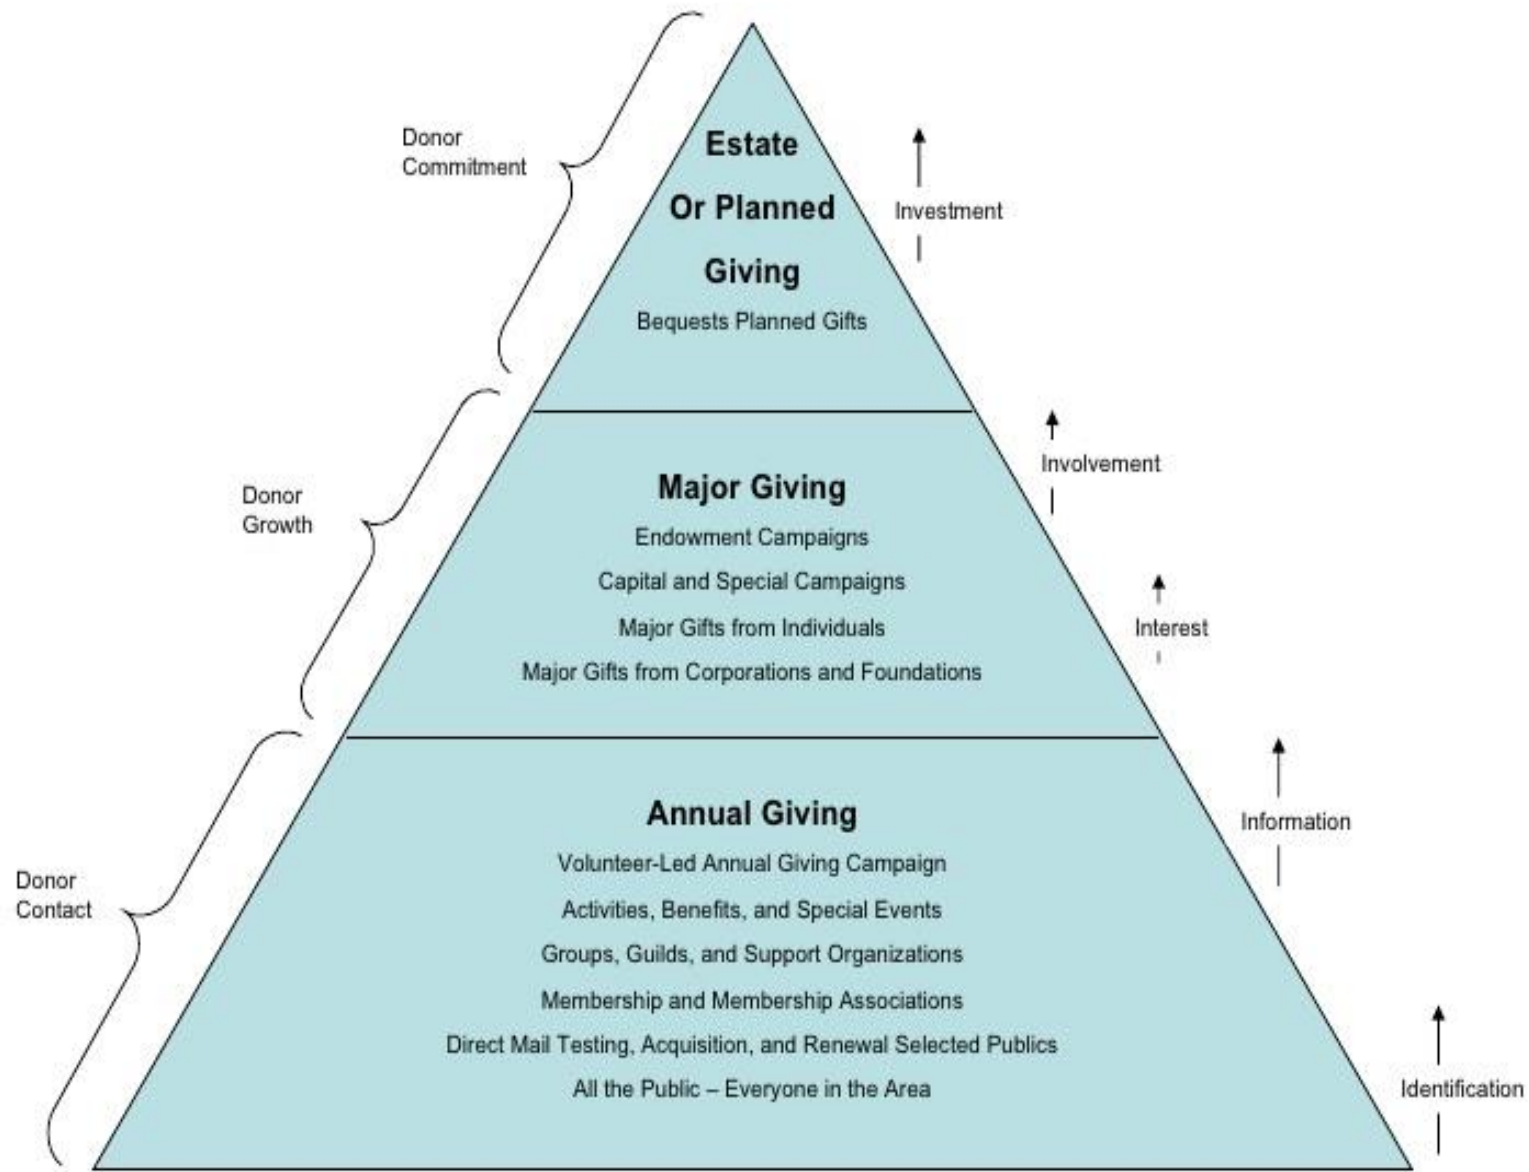 Donor
Commitment
Estate
Or Planned
Giving
Bequests Planned Gifts
Investment
Donor
Growth
Major Giving
Endowment Campaigns
Capital and Special Campaigns
Major Gifts from Individuals
Major Gifts from Corporations and Foundations
Involvement
Interest
Donor
Contact
Annual Giving
Volunteer-Led Annual Giving Campaign
Activities, Benefits, and Special Events
Groups, Guilds, and Support Organizations
Membership and Membership Associations
Direct Mail Testing, Acquisition, and Renewal Selected Publics
All the Public – Everyone in the Area
Information
Identification